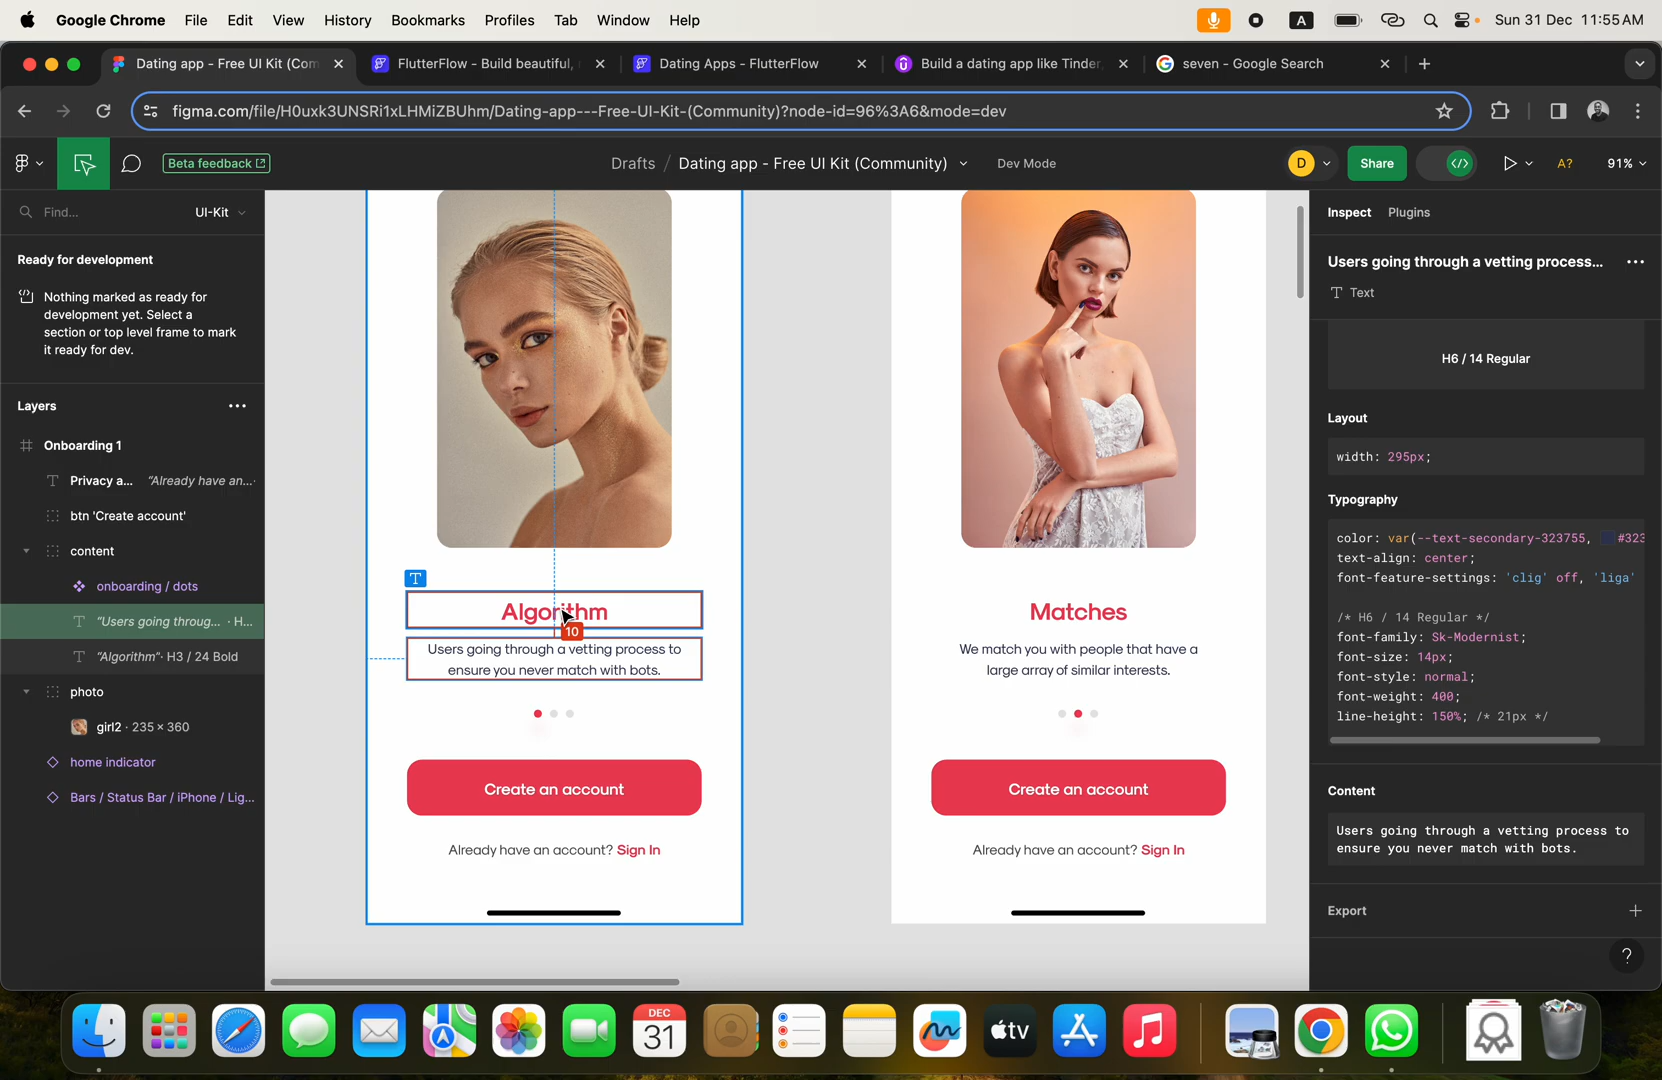 Google Chrome File Edit View History Bookmarks Profiles Tab Window Help A Sun 31 Dec 11:55AM
Dating app - Free UI Kit (Com FlutterFlow - Build beautiful, Dating Apps - FlutterFlow Build a dating app like Tinder, seven - Google Search
figma.com/file/H0uxk3UNSRi1xLHMiZBUhm/Dating-app---Free-UI-Kit-(Community)?node-id=96%3A6&mode=dev
Beta feedback Drafts / Dating app - Free UI Kit (Community) Dev Mode D Share A? 91%
Find... UI-Kit
Ready for development
Nothing marked as ready for
development yet. Select a
section or top level frame to mark
it ready for dev.
Layers
Onboarding 1
Privacy a... “Already have an...
btn 'Create account'
content
onboarding / dots
“Users going throug... · H...
“Algorithm” · H3 / 24 Bold
photo
girl2 · 235 × 360
home indicator
Bars / Status Bar / iPhone / Lig...
Algorithm
10
Users going through a vetting process to
ensure you never match with bots.
Create an account
Already have an account? Sign In
Matches
We match you with people that have a
large array of similar interests.
Create an account
Already have an account? Sign In
Inspect Plugins
Users going through a vetting process...
Text
H6 / 14 Regular
Layout
width: 295px;
Typography
color: var(--text-secondary-323755, #323
text-align: center;
font-feature-settings: 'clig' off, 'liga'
/* H6 / 14 Regular */
font-family: Sk-Modernist;
font-size: 14px;
font-style: normal;
font-weight: 400;
line-height: 150%; /* 21px */
Content
Users going through a vetting process to
ensure you never match with bots.
Export
?
DEC
31
tv